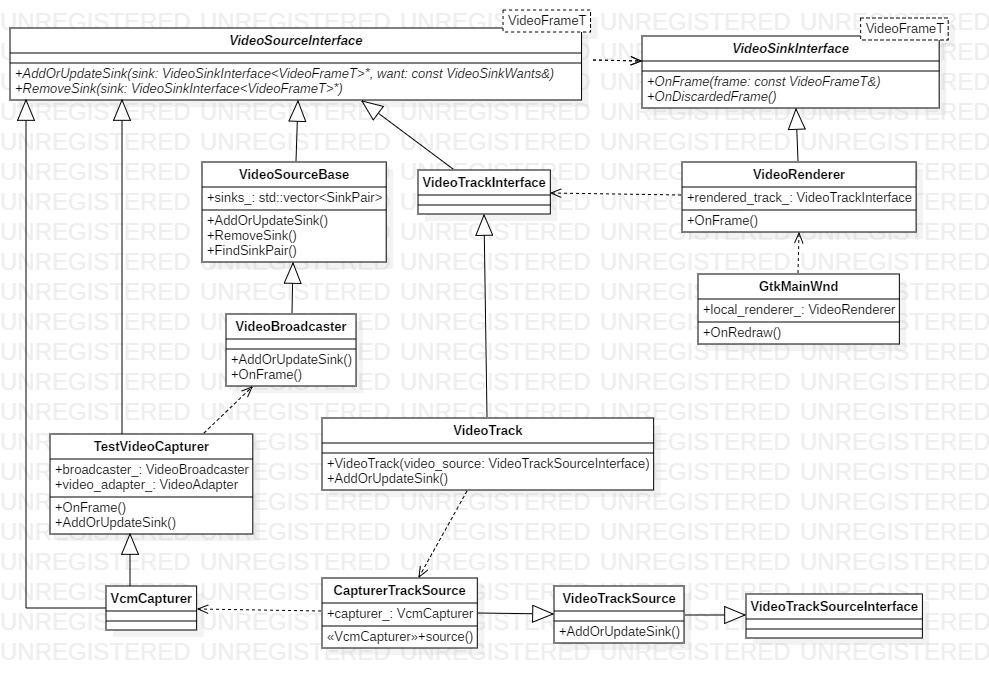 VideoFrameT
VideoSourceInterface
+AddOrUpdateSink(sink: VideoSinkInterface<VideoFrameT>*, want: const VideoSinkWants&)
+RemoveSink(sink: VideoSinkInterface<VideoFrameT>*)
VideoFrameT
VideoSinkInterface
+OnFrame(frame: const VideoFrameT&)
+OnDiscardedFrame()
VideoSourceBase
+sinks_: std::vector<SinkPair>
+AddOrUpdateSink()
+RemoveSink()
+FindSinkPair()
VideoTrackInterface
VideoRenderer
+rendered_track_: VideoTrackInterface
+OnFrame()
GtkMainWnd
+local_renderer_: VideoRenderer
+OnRedraw()
VideoBroadcaster
+AddOrUpdateSink()
+OnFrame()
TestVideoCapturer
+broadcaster_: VideoBroadcaster
+video_adapter_: VideoAdapter
+OnFrame()
+AddOrUpdateSink()
VideoTrack
+VideoTrack(video_source: VideoTrackSourceInterface)
+AddOrUpdateSink()
VcmCapturer
CapturerTrackSource
+capturer_: VcmCapturer
«VcmCapturer»+source()
VideoTrackSource
+AddOrUpdateSink()
VideoTrackSourceInterface
UNREGISTERED